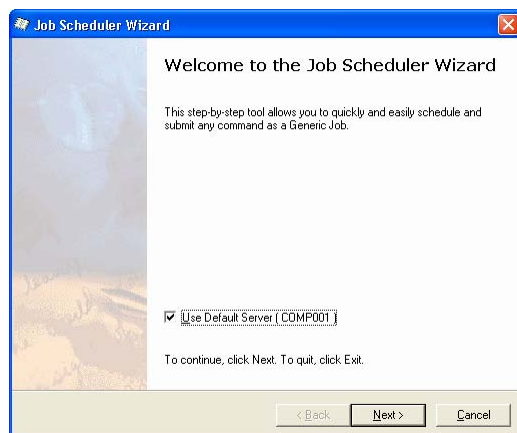 Job Scheduler Wizard
Welcome to the Job Scheduler Wizard
This step-by-step tool allows you to quickly and easily schedule and
submit any command as a Generic Job.
Use Default Server ( COMP001 )
To continue, click Next. To quit, click Exit.
< Back
Next >
Cancel